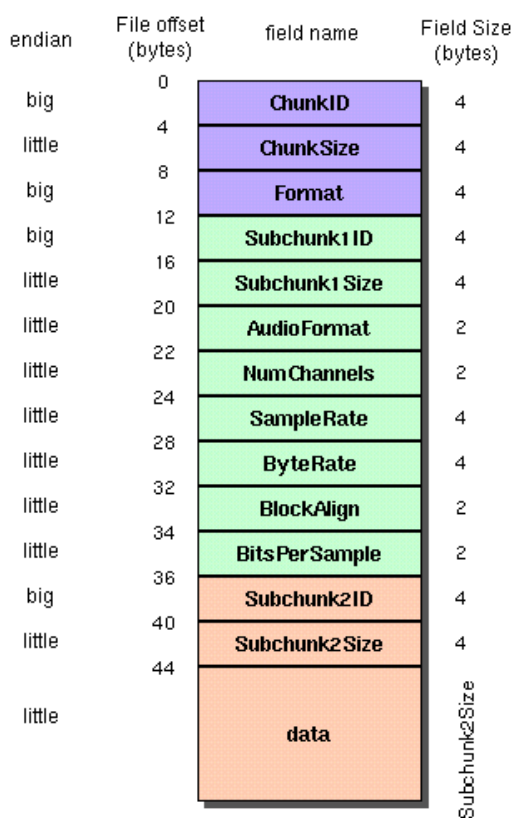 endian File offset (bytes) field name Field Size (bytes)
0
big ChunkID 4
4
little ChunkSize 4
8
big Format 4
12
big Subchunk1ID 4
16
little Subchunk1Size 4
20
little AudioFormat 2
22
little NumChannels 2
24
little SampleRate 4
28
little ByteRate 4
32
little BlockAlign 2
34
little BitsPerSample 2
36
big Subchunk2ID 4
40
little Subchunk2Size 4
44
little data Subchunk2Size